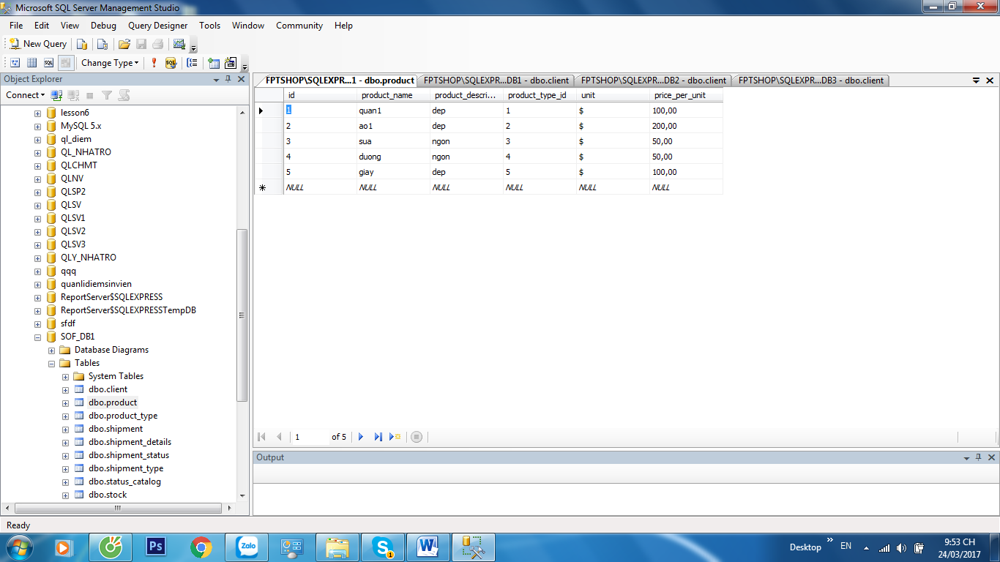 Microsoft SQL Server Management Studio
File Edit View Debug Query Designer Tools Window Community Help
New Query
Change Type
Object Explorer
Connect
lesson6
MySQL 5.x
ql_diem
QL_NHATRO
QLCHMT
QLNV
QLSP2
QLSV
QLSV1
QLSV2
QLSV3
QLY_NHATRO
qqq
quanlidiemsinvien
ReportServer$SQLEXPRESS
ReportServer$SQLEXPRESSTempDB
sfdf
SOF_DB1
Database Diagrams
Tables
System Tables
dbo.client
dbo.product
dbo.product_type
dbo.shipment
dbo.shipment_details
dbo.shipment_status
dbo.shipment_type
dbo.status_catalog
dbo.stock
FPTSHOP\SQLEXPR...1 - dbo.product FPTSHOP\SQLEXPR...DB1 - dbo.client FPTSHOP\SQLEXPR...DB2 - dbo.client FPTSHOP\SQLEXPR...DB3 - dbo.client
id product_name product_descri... product_type_id unit price_per_unit
1 quan1 dep 1 $ 100,00
2 ao1 dep 2 $ 200,00
3 sua ngon 3 $ 50,00
4 duong ngon 4 $ 50,00
5 giay dep 5 $ 100,00
NULL NULL NULL NULL NULL NULL
1 of 5
Output
Ready
Ps
Zalo
S 1
W
Desktop
EN
9:53 CH
24/03/2017